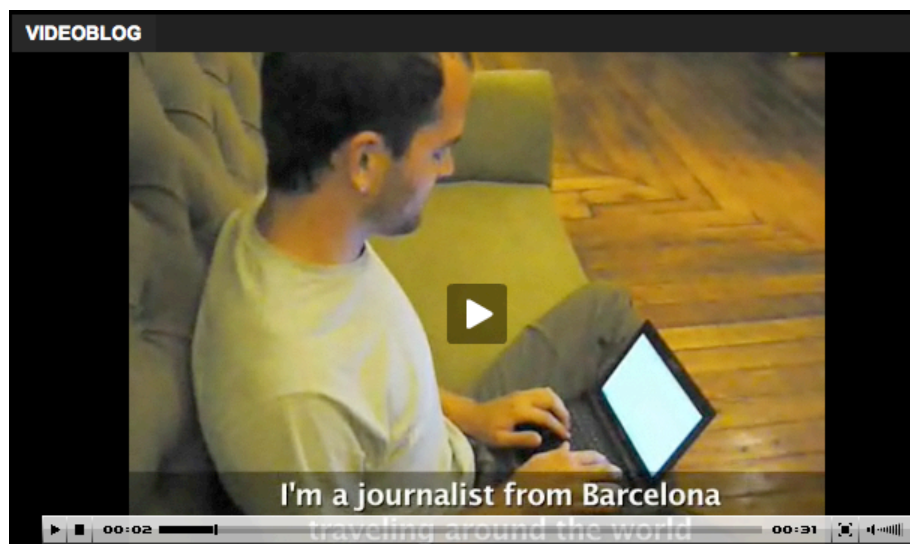 VIDEOBLOG
I'm a journalist from Barcelona
traveling around the world
00:02
00:31